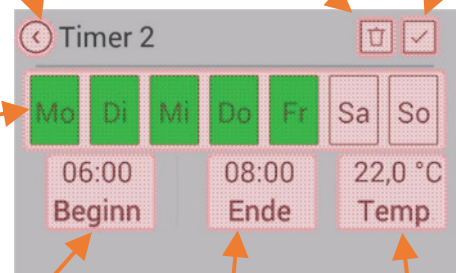 Timer 2
Mo Di Mi Do Fr Sa So
06:00 08:00 22,0 °C
Beginn Ende Temp